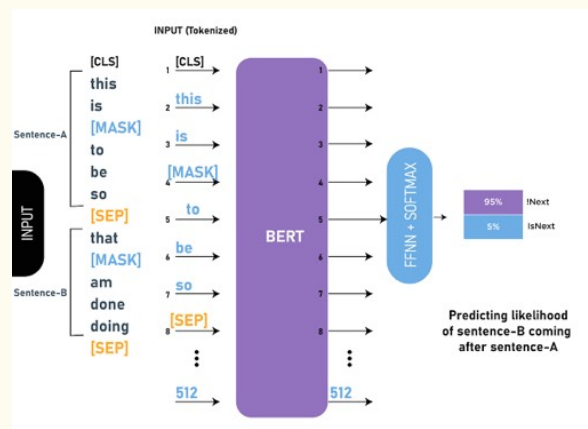 INPUT
Sentence-A
Sentence-B
[CLS]
this
is
[MASK]
to
be
so
[SEP]
that
[MASK]
am
done
doing
[SEP]
INPUT (Tokenized)
1 [CLS]
2 this
3 is
4 [MASK]
5 to
6 be
7 so
8 [SEP]
512
BERT
1
2
3
4
5
6
7
8
512
FFNN + SOFTMAX
95% !Next
5% IsNext
Predicting likelihood
of sentence-B coming
after sentence-A